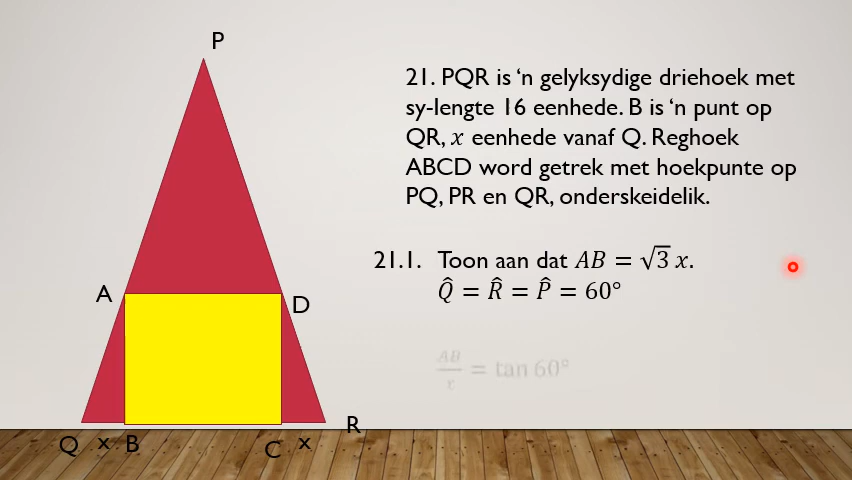 P
21. PQR is ‘n gelyksydige driehoek met
sy-lengte 16 eenhede. B is ‘n punt op
QR, x eenhede vanaf Q. Reghoek
ABCD word getrek met hoekpunte op
PQ, PR en QR, onderskeidelik.
21.1. Toon aan dat AB = √3 x.
Q̂ = R̂ = P̂ = 60°
A
D
AB/x = tan 60°
Q x B C x R